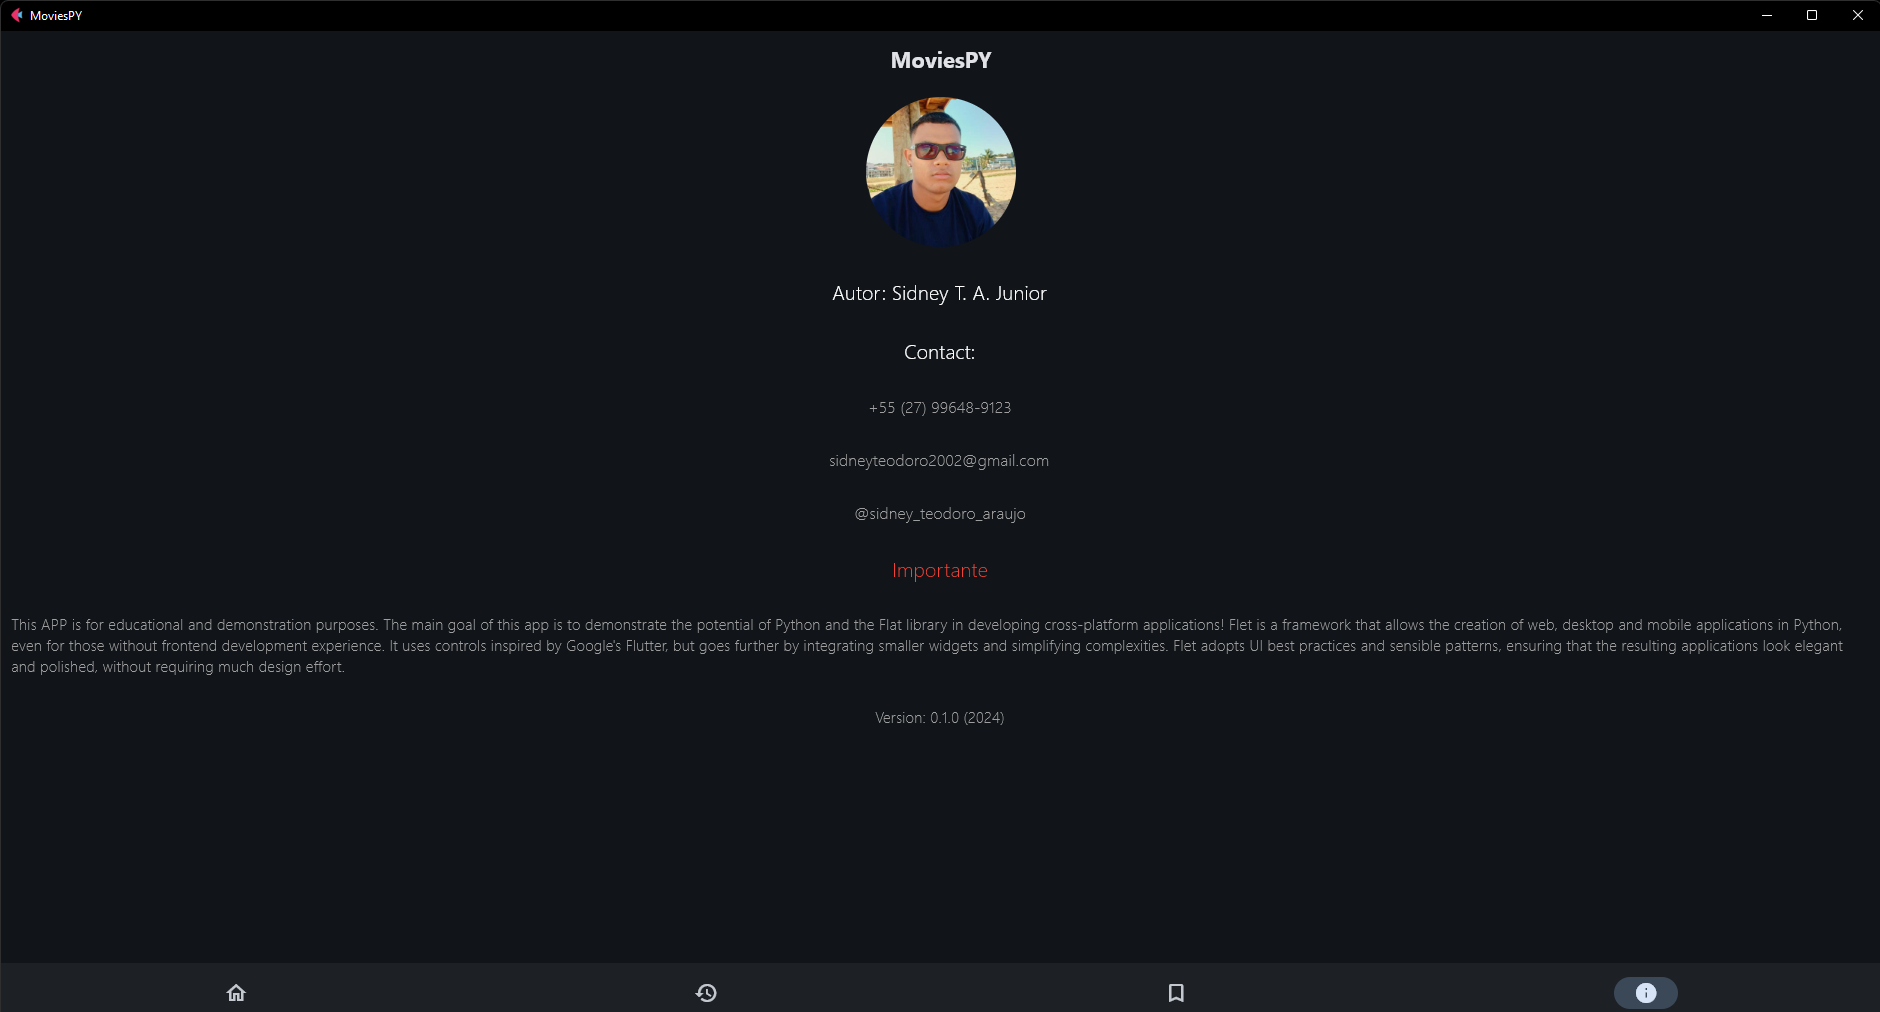 MoviesPY
MoviesPY
Autor: Sidney T. A. Junior
Contact:
+55 (27) 99648-9123
sidneyteodoro2002@gmail.com
@sidney_teodoro_araujo
Importante
This APP is for educational and demonstration purposes. The main goal of this app is to demonstrate the potential of Python and the Flat library in developing cross-platform applications! Flet is a framework that allows the creation of web, desktop and mobile applications in Python,
even for those without frontend development experience. It uses controls inspired by Google's Flutter, but goes further by integrating smaller widgets and simplifying complexities. Flet adopts UI best practices and sensible patterns, ensuring that the resulting applications look elegant
and polished, without requiring much design effort.
Version: 0.1.0 (2024)